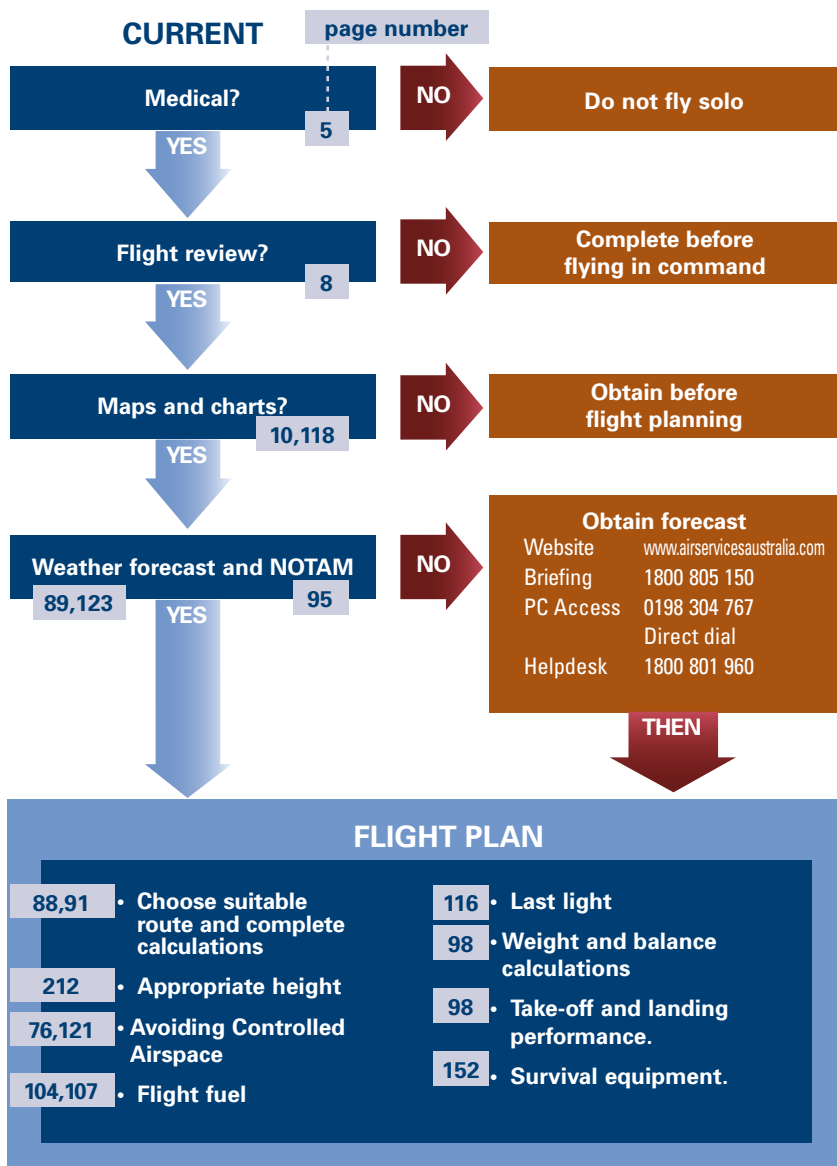 CURRENT
page number
Medical?
5
NO
Do not fly solo
YES
Flight review?
8
NO
Complete before
flying in command
YES
Maps and charts?
10,118
NO
Obtain before
flight planning
YES
Weather forecast and NOTAM
89,123
95
NO
Obtain forecast
Website www.airservicesaustralia.com
Briefing 1800 805 150
PC Access 0198 304 767
Direct dial
Helpdesk 1800 801 960
YES
THEN
FLIGHT PLAN
88,91 • Choose suitable
route and complete
calculations
212 • Appropriate height
76,121 • Avoiding Controlled
Airspace
104,107 • Flight fuel
116 • Last light
98 • Weight and balance
calculations
98 • Take-off and landing
performance.
152 • Survival equipment.